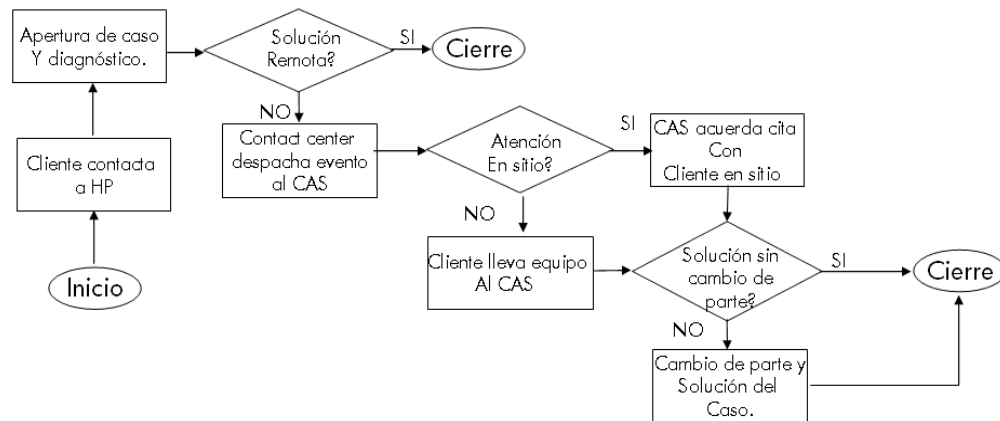 Apertura de caso
Y diagnóstico.
Solución
Remota?
SI
Cierre
NO
Cliente contacta
a HP
Contact center
despacha evento
al CAS
Atención
En sitio?
SI
CAS acuerda cita
Con
Cliente en sitio
NO
Inicio
Cliente lleva equipo
Al CAS
Solución sin
cambio de
parte?
SI
Cierre
NO
Cambio de parte y
Solución del
Caso.